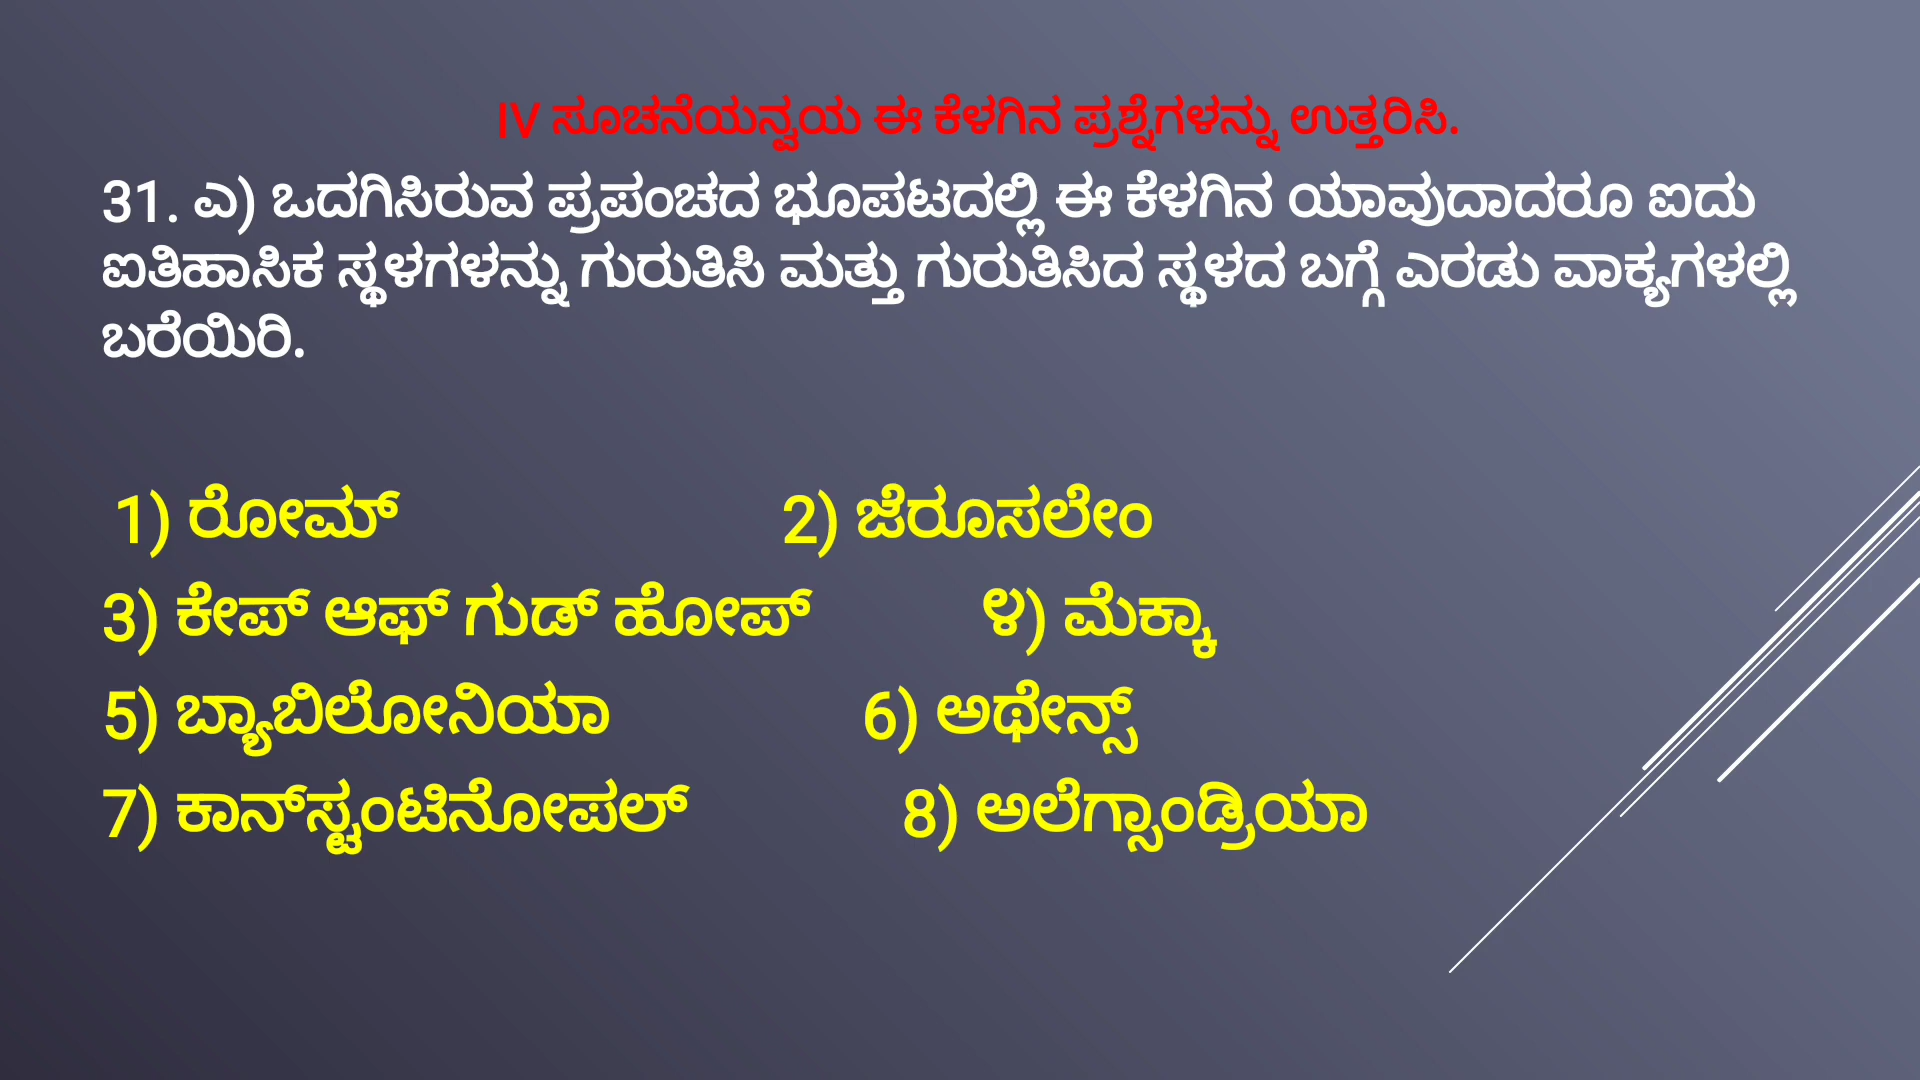 IV ಸೂಚನೆಯನ್ವಯ ಈ ಕೆಳಗಿನ ಪ್ರಶ್ನೆಗಳನ್ನು ಉತ್ತರಿಸಿ.
31. ಎ) ಒದಗಿಸಿರುವ ಪ್ರಪಂಚದ ಭೂಪಟದಲ್ಲಿ ಈ ಕೆಳಗಿನ ಯಾವುದಾದರೂ ಐದು
ಐತಿಹಾಸಿಕ ಸ್ಥಳಗಳನ್ನು ಗುರುತಿಸಿ ಮತ್ತು ಗುರುತಿಸಿದ ಸ್ಥಳದ ಬಗ್ಗೆ ಎರಡು ವಾಕ್ಯಗಳಲ್ಲಿ
ಬರೆಯಿರಿ.
1) ರೋಮ್ 2) ಜೆರೂಸಲೇಂ
3) ಕೇಪ್ ಆಫ್ ಗುಡ್ ಹೋಪ್ ೪) ಮೆಕ್ಕಾ
5) ಬ್ಯಾಬಿಲೋನಿಯಾ 6) ಅಥೇನ್ಸ್
7) ಕಾನ್‌ಸ್ಟಂಟಿನೋಪಲ್ 8) ಅಲೆಗ್ಸಾಂಡ್ರಿಯಾ